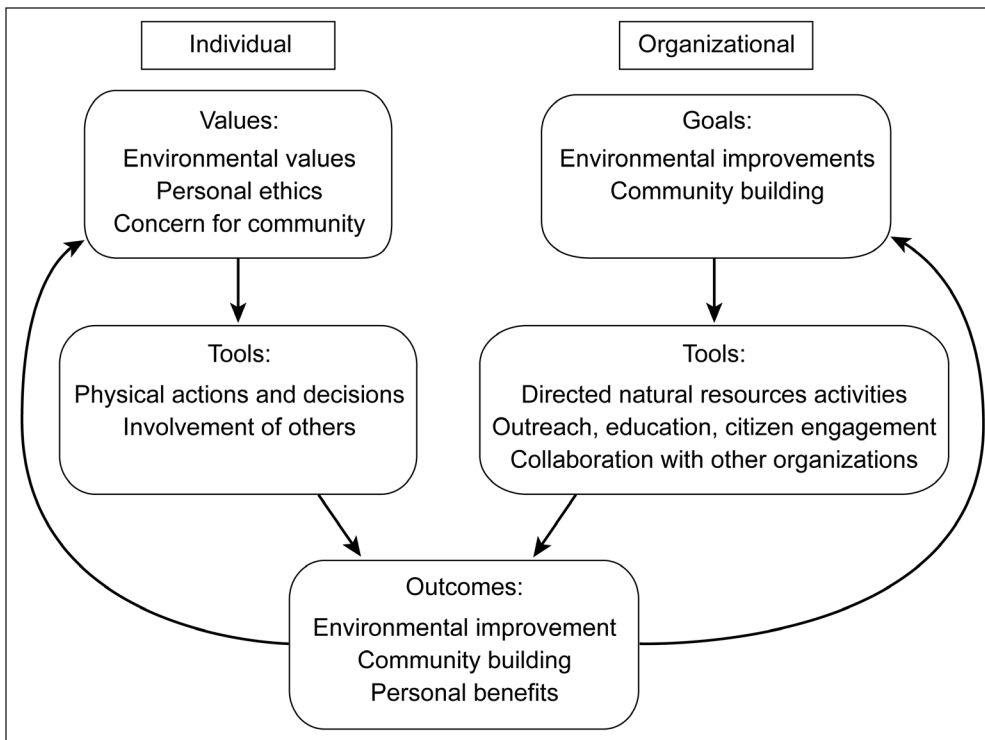 Individual
Organizational
Values:
Environmental values
Personal ethics
Concern for community
Goals:
Environmental improvements
Community building
Tools:
Physical actions and decisions
Involvement of others
Tools:
Directed natural resources activities
Outreach, education, citizen engagement
Collaboration with other organizations
Outcomes:
Environmental improvement
Community building
Personal benefits